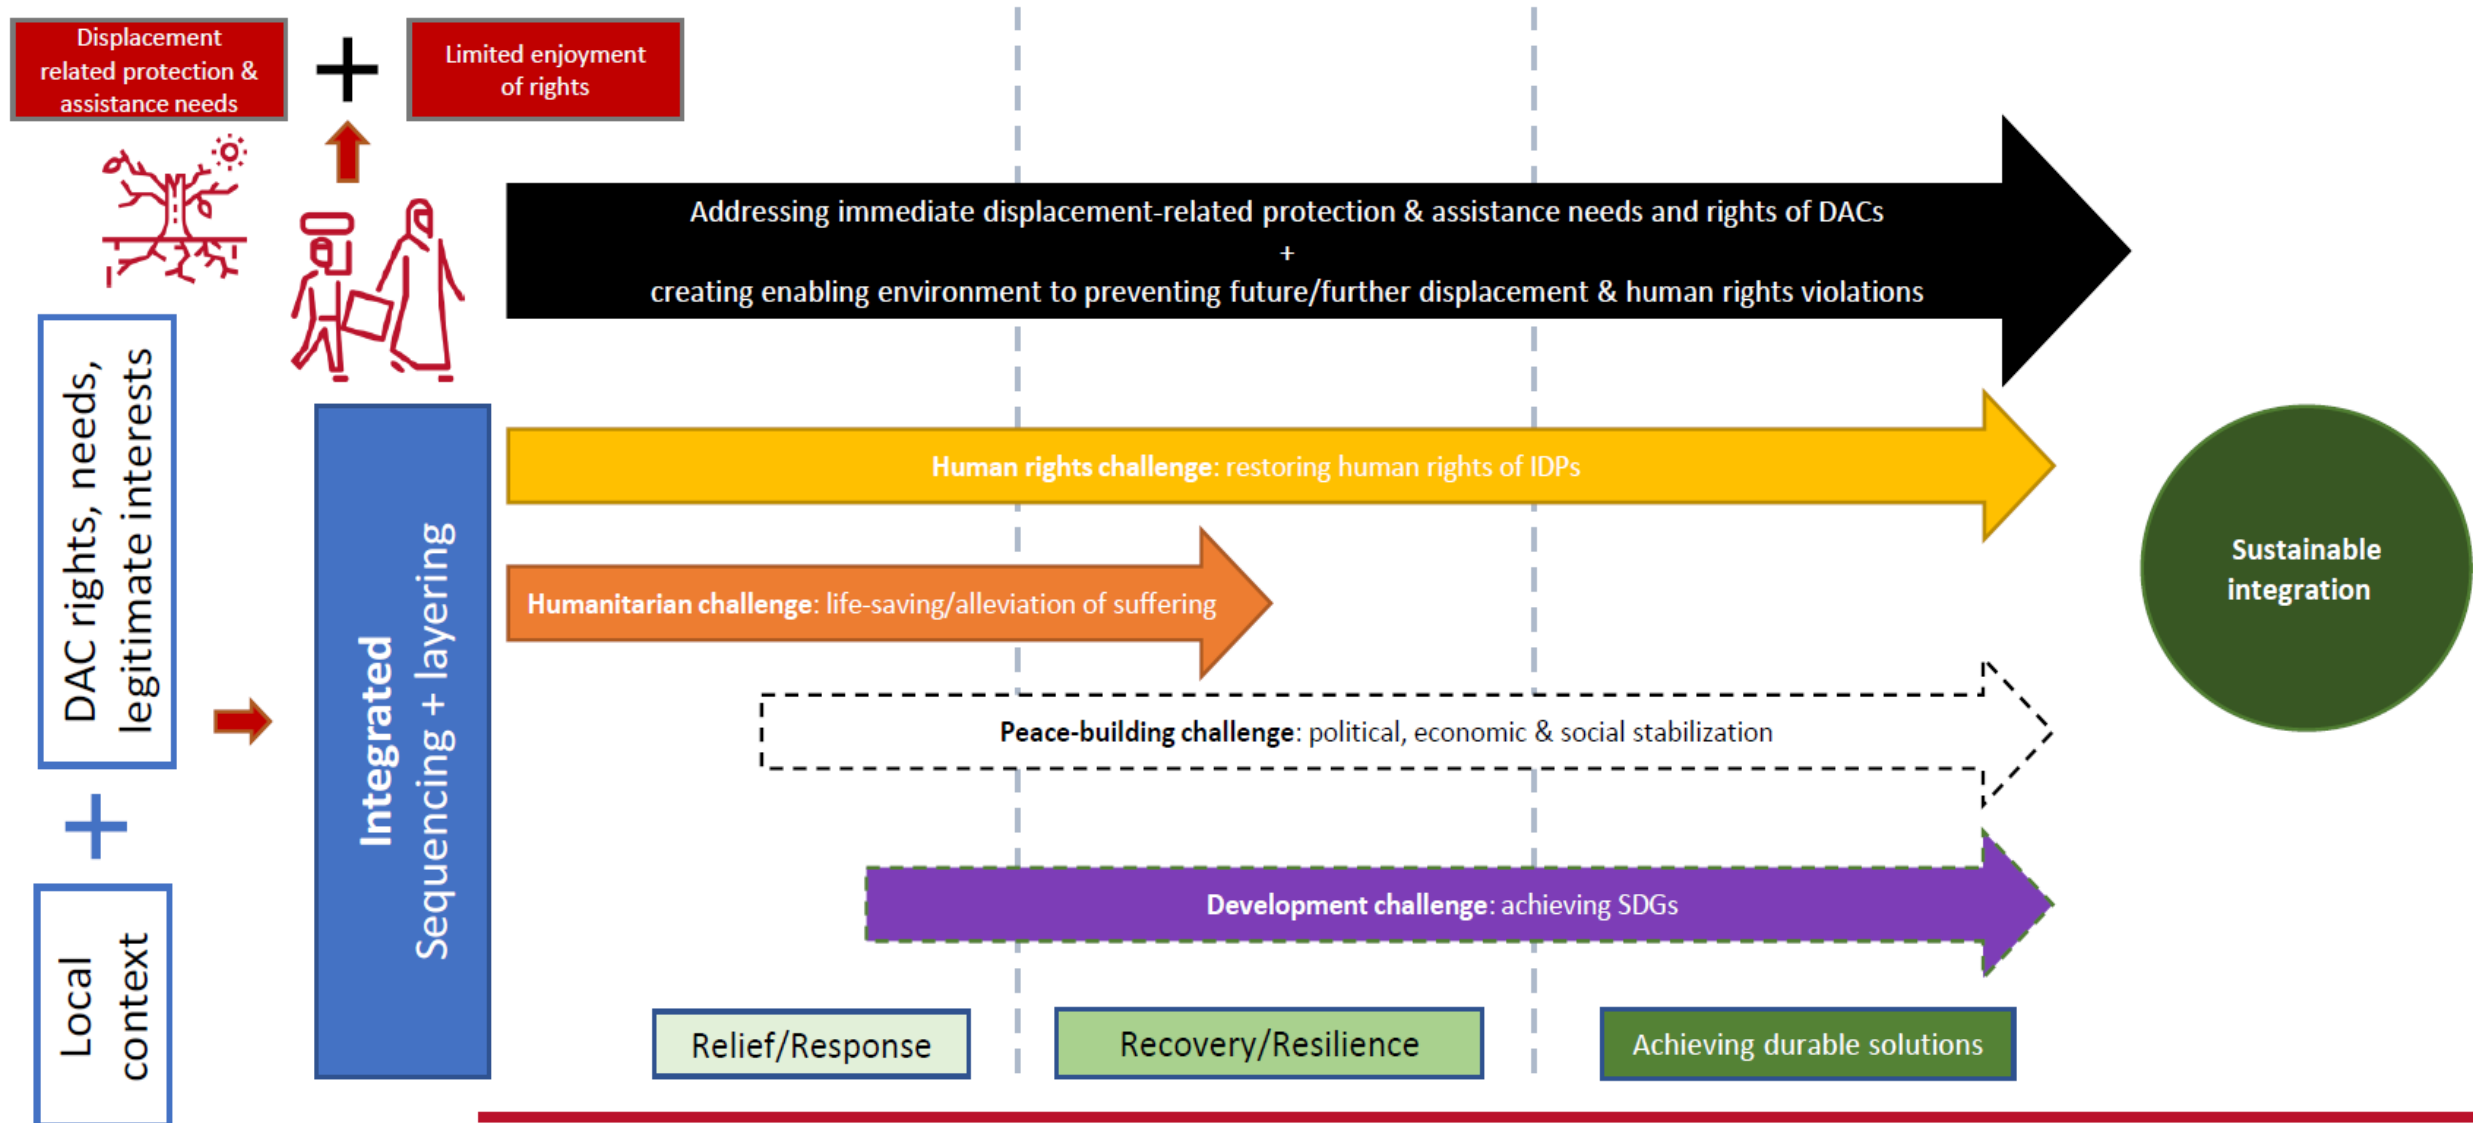 Displacement
related protection &
assistance needs
+
Limited enjoyment
of rights
Addressing immediate displacement-related protection & assistance needs and rights of DACs
+
creating enabling environment to preventing future/further displacement & human rights violations
DAC rights, needs,
legitimate interests
+
Local
context
Integrated
Sequencing + layering
Human rights challenge: restoring human rights of IDPs
Humanitarian challenge: life-saving/alleviation of suffering
Peace-building challenge: political, economic & social stabilization
Development challenge: achieving SDGs
Sustainable
integration
Relief/Response
Recovery/Resilience
Achieving durable solutions